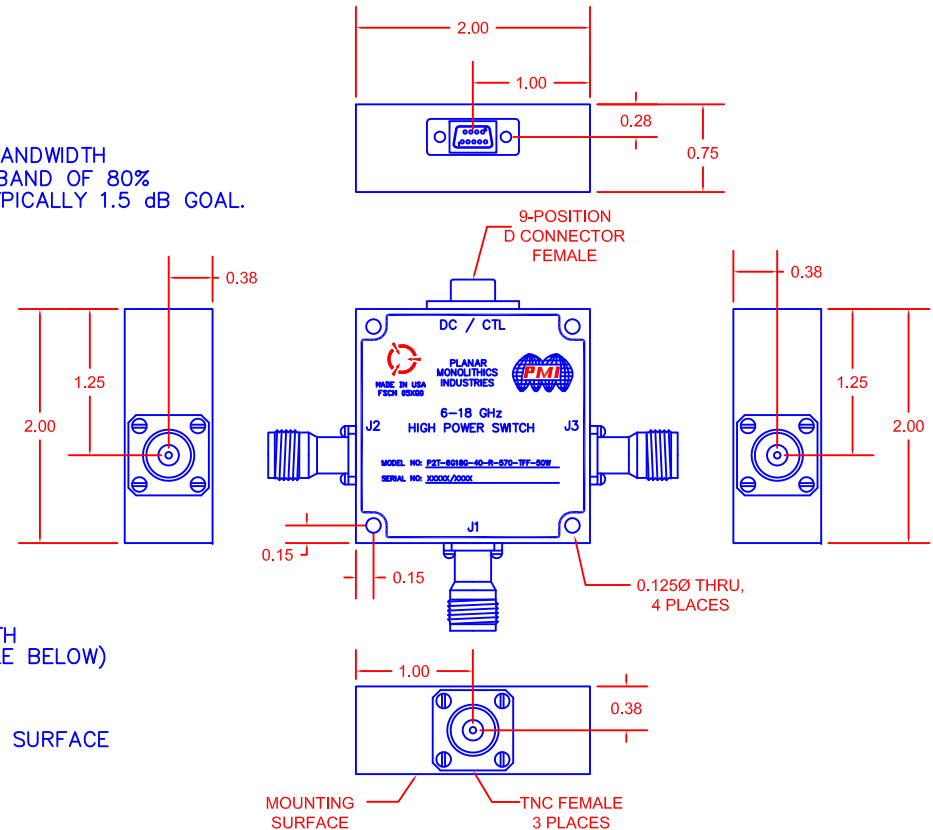 2.00
1.00
0.28
0.75
ANDWIDTH
BAND OF 80%
YPICALLY 1.5 dB GOAL.
9-POSITION
D CONNECTOR
FEMALE
0.38
0.38
DC / CTL
PLANAR
MONOLITHICS
INDUSTRIES
PMI
MADE IN USA
FSCM 05XQ0
1.25
2.00
1.25
2.00
6-18 GHz
HIGH POWER SWITCH
J2
J3
MODEL NO: P2T-6G18G-40-R-570-TFF-50W
SERIAL NO: XXXXX/XXXX
J1
0.15
0.15
0.125Ø THRU,
4 PLACES
TH
LE BELOW)
1.00
0.38
SURFACE
MOUNTING
SURFACE
TNC FEMALE
3 PLACES